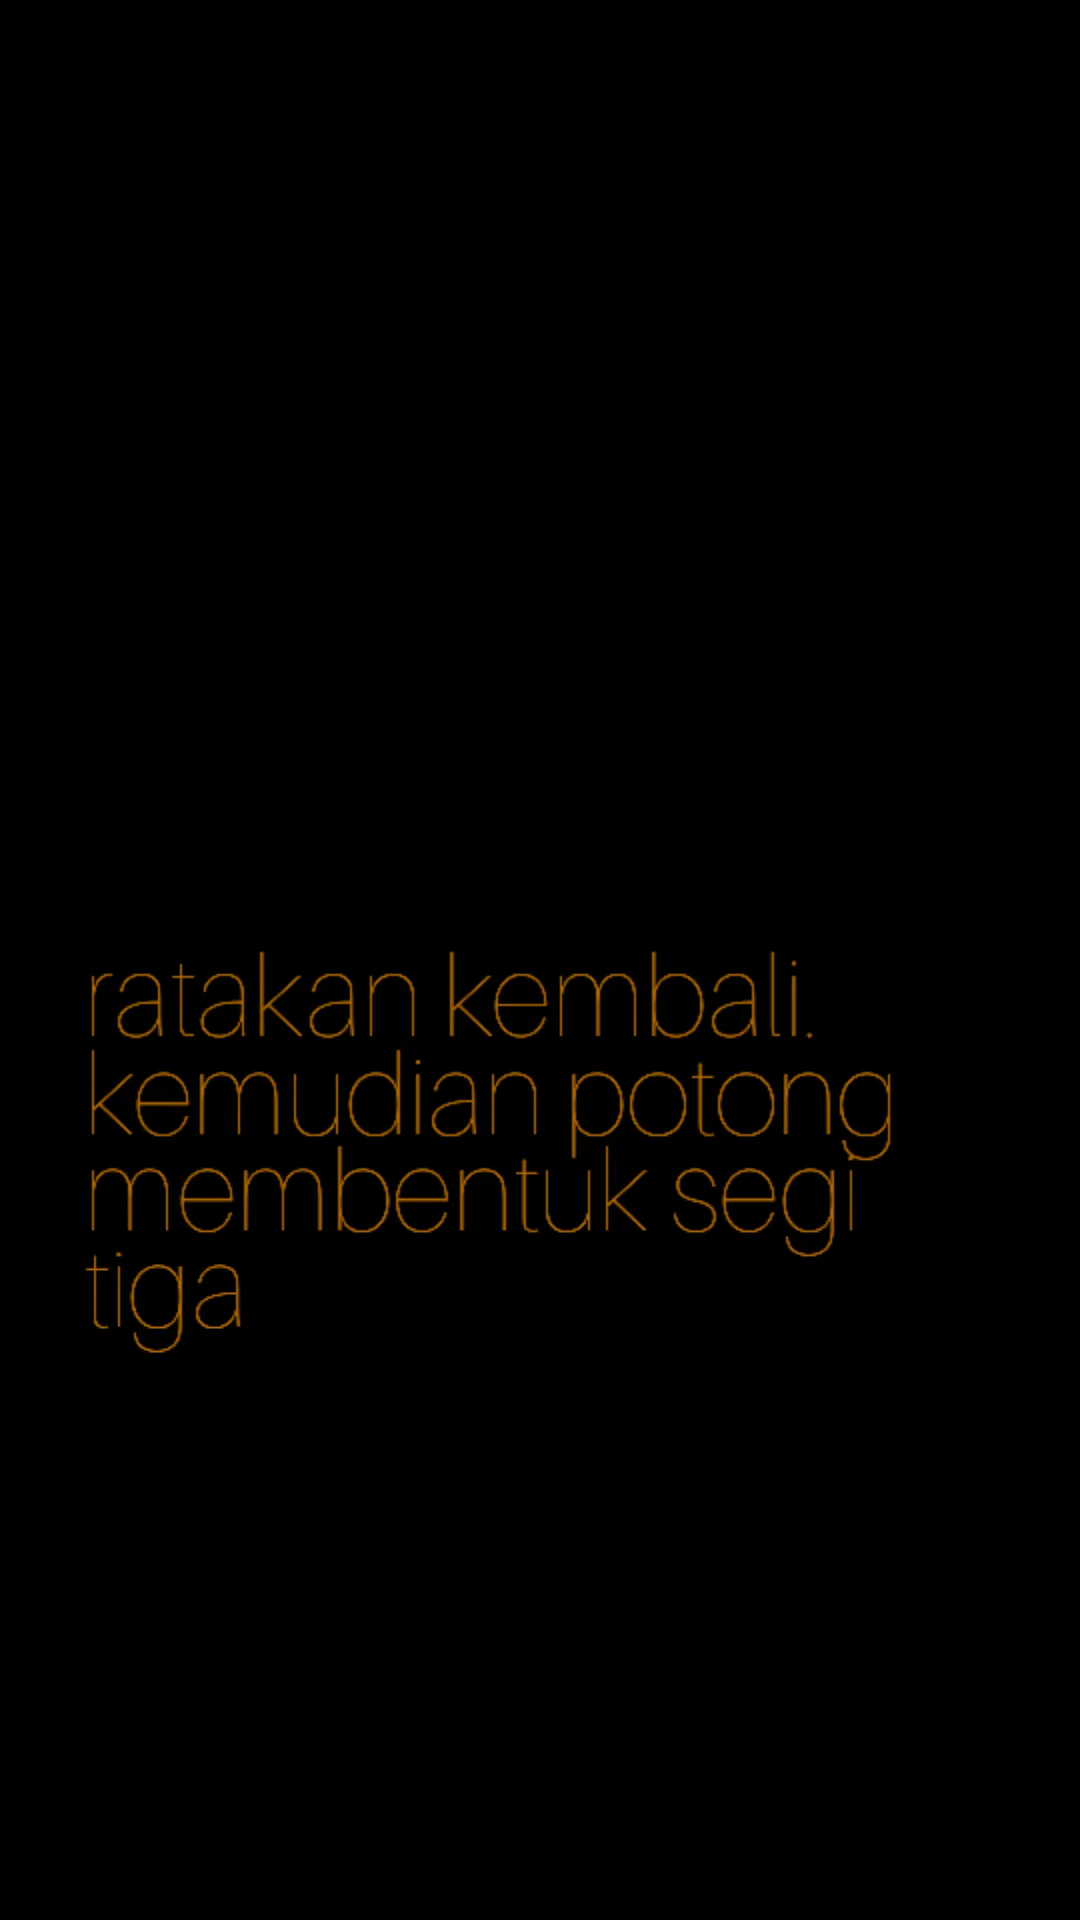 ratakan kembali.
kemudian potong
membentuk segi
tiga